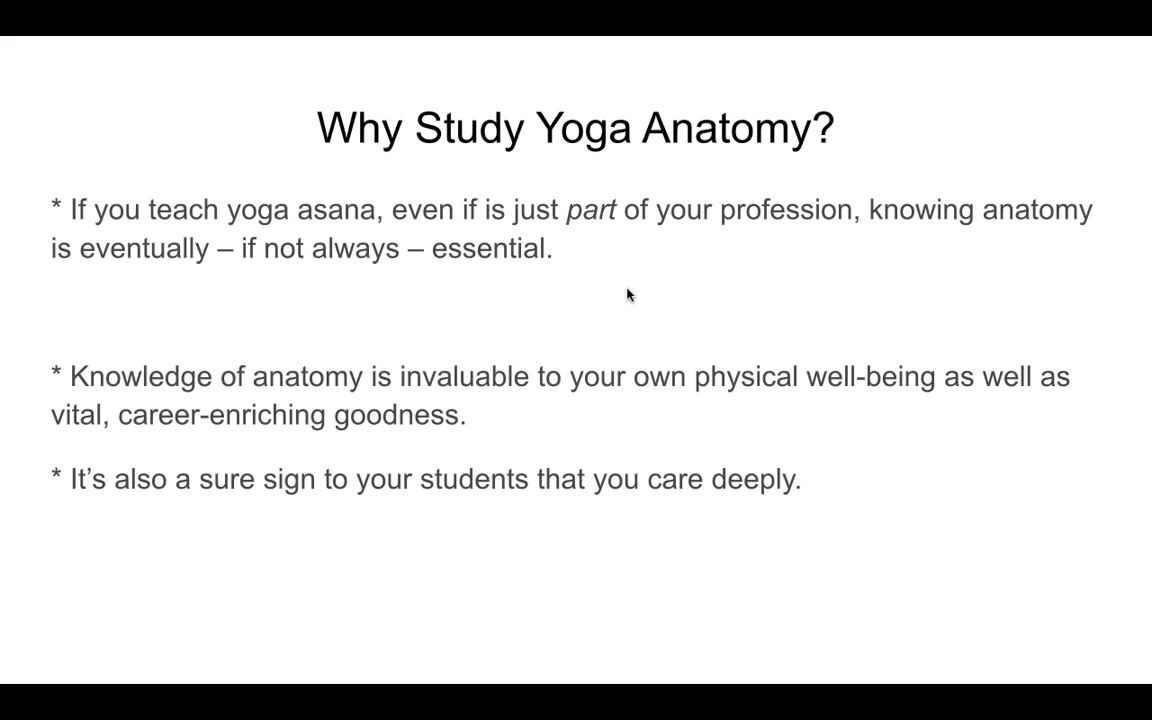 Why Study Yoga Anatomy?
* If you teach yoga asana, even if is just part of your profession, knowing anatomy
is eventually – if not always – essential.
* Knowledge of anatomy is invaluable to your own physical well-being as well as
vital, career-enriching goodness.
* It’s also a sure sign to your students that you care deeply.